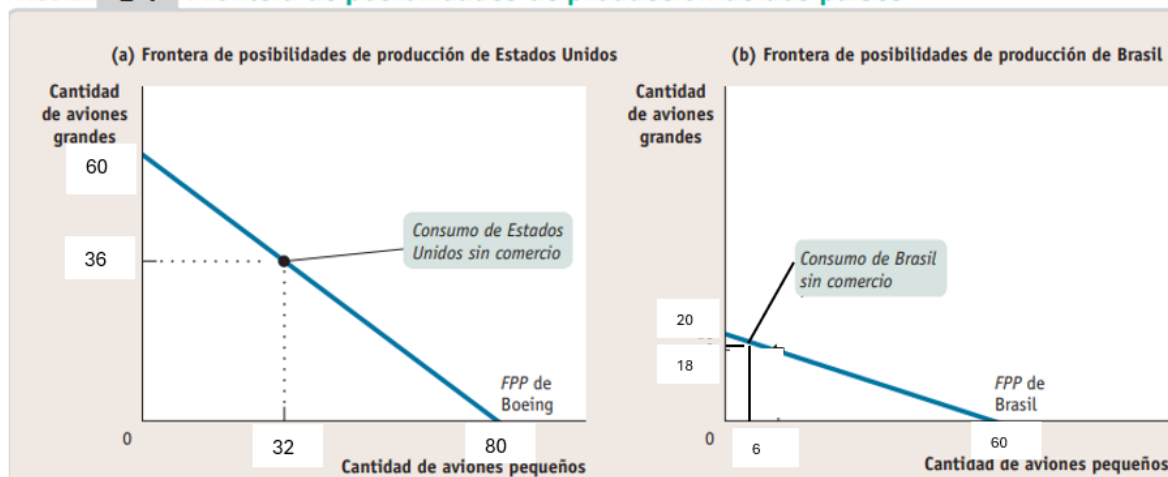 (a) Frontera de posibilidades de producción de Estados Unidos
Cantidad
de aviones
grandes
60
36
Consumo de Estados
Unidos sin comercio
FPP de
Boeing
0
32
80
Cantidad de aviones pequeños
(b) Frontera de posibilidades de producción de Brasil
Cantidad
de aviones
grandes
20
18
Consumo de Brasil
sin comercio
FPP de
Brasil
0
6
60
Cantidad de aviones pequeños